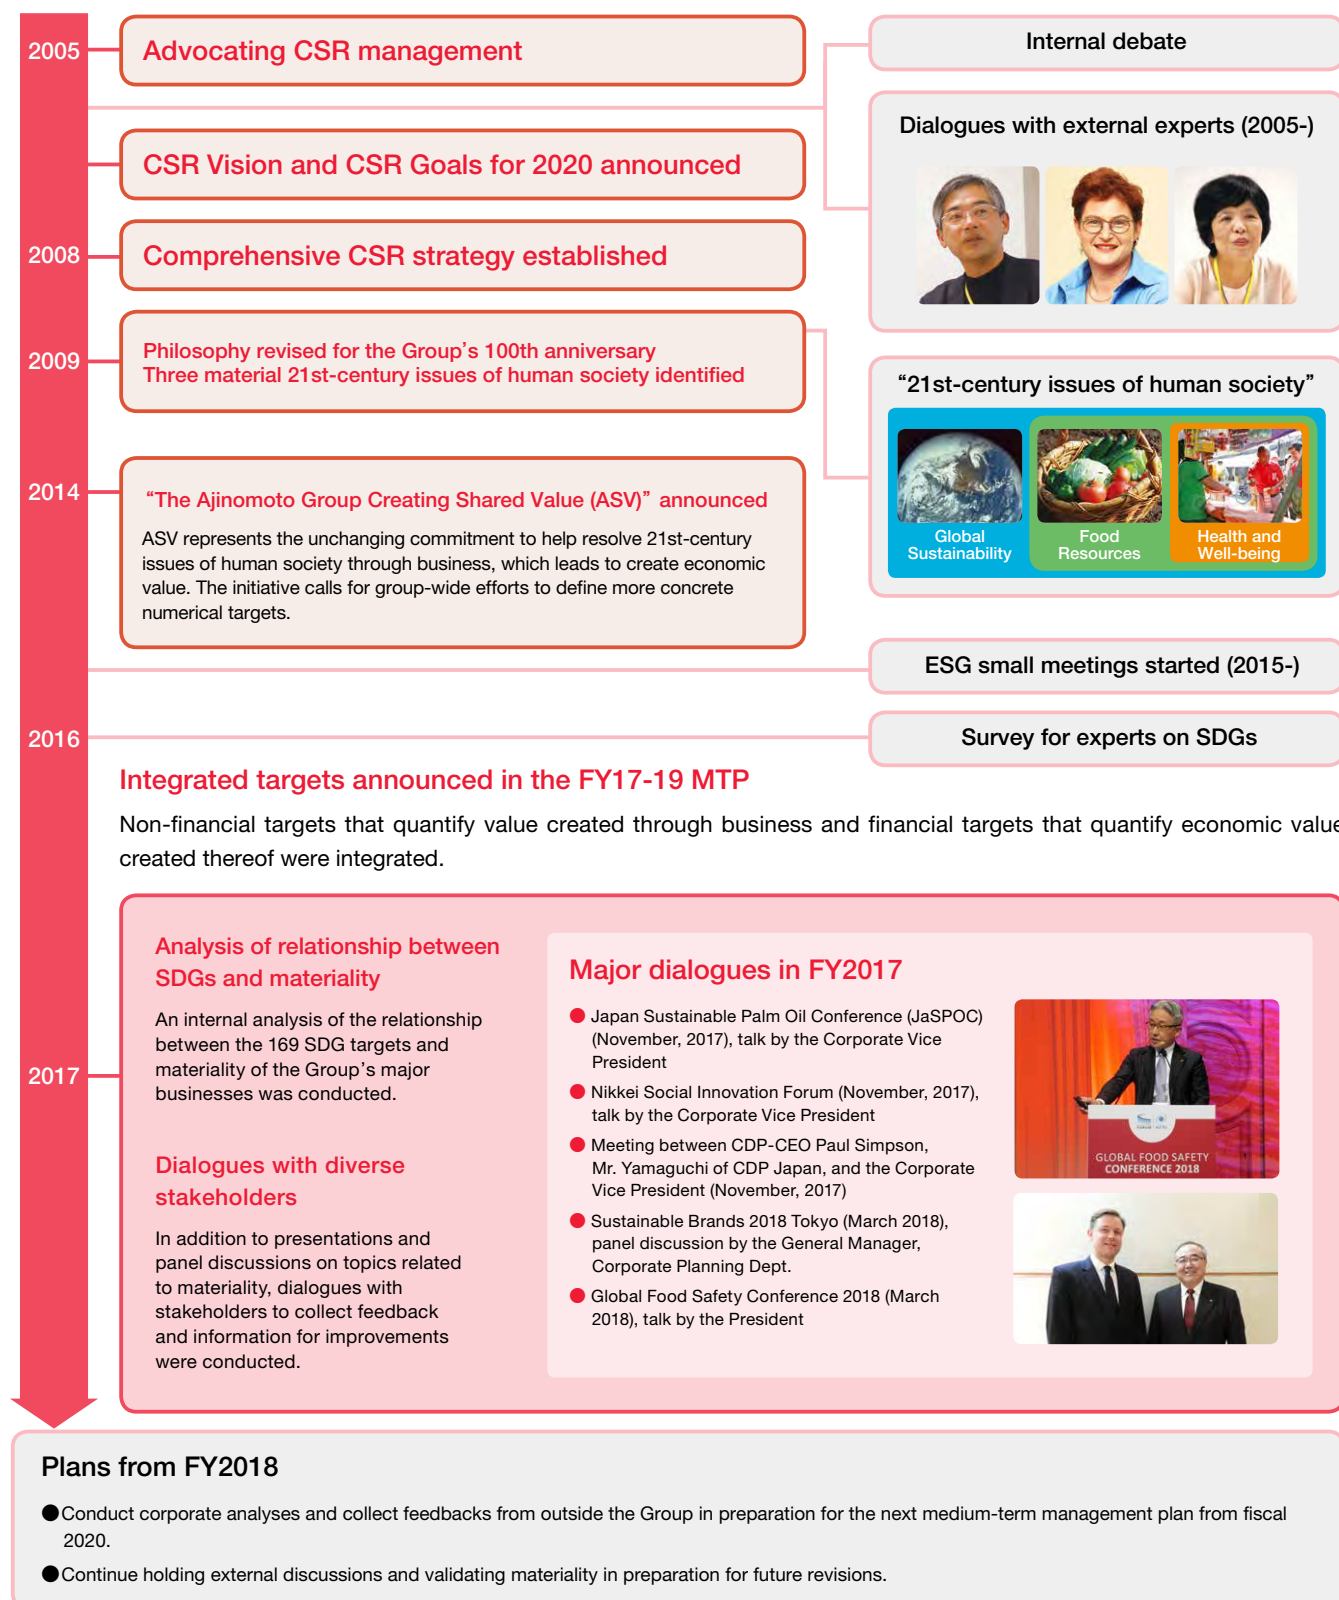 2005
Advocating CSR management
Internal debate
Dialogues with external experts (2005-)
CSR Vision and CSR Goals for 2020 announced
2008
Comprehensive CSR strategy established
2009
Philosophy revised for the Group's 100th anniversary
Three material 21st-century issues of human society identified
“21st-century issues of human society”
Global
Sustainability
Food
Resources
Health and
Well-being
2014
“The Ajinomoto Group Creating Shared Value (ASV)” announced
ASV represents the unchanging commitment to help resolve 21st-century
issues of human society through business, which leads to create economic
value. The initiative calls for group-wide efforts to define more concrete
numerical targets.
ESG small meetings started (2015-)
2016
Survey for experts on SDGs
Integrated targets announced in the FY17-19 MTP
Non-financial targets that quantify value created through business and financial targets that quantify economic value
created thereof were integrated.
2017
Analysis of relationship between
SDGs and materiality
An internal analysis of the relationship
between the 169 SDG targets and
materiality of the Group's major
businesses was conducted.
Dialogues with diverse
stakeholders
In addition to presentations and
panel discussions on topics related
to materiality, dialogues with
stakeholders to collect feedback
and information for improvements
were conducted.
Major dialogues in FY2017
● Japan Sustainable Palm Oil Conference (JaSPOC)
(November, 2017), talk by the Corporate Vice
President
● Nikkei Social Innovation Forum (November, 2017),
talk by the Corporate Vice President
● Meeting between CDP-CEO Paul Simpson,
Mr. Yamaguchi of CDP Japan, and the Corporate
Vice President (November, 2017)
● Sustainable Brands 2018 Tokyo (March 2018),
panel discussion by the General Manager,
Corporate Planning Dept.
● Global Food Safety Conference 2018 (March
2018), talk by the President
GLOBAL FOOD SAFETY
CONFERENCE 2018
Plans from FY2018
●Conduct corporate analyses and collect feedbacks from outside the Group in preparation for the next medium-term management plan from fiscal
2020.
●Continue holding external discussions and validating materiality in preparation for future revisions.